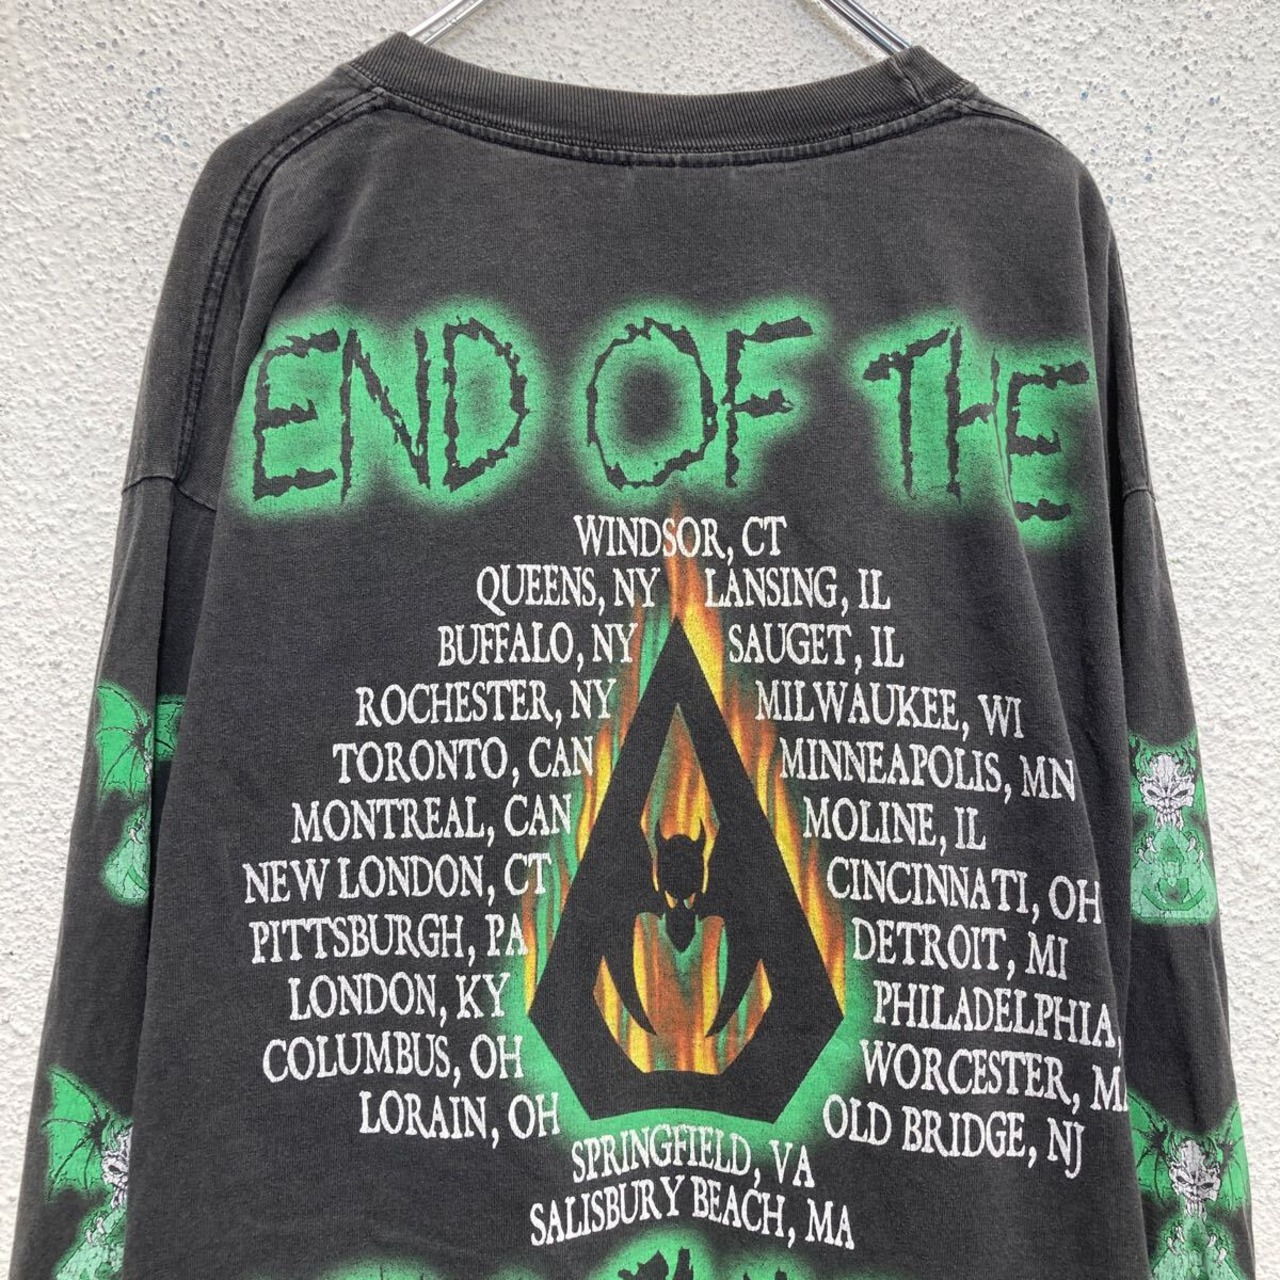 END OF THE
WINDSOR, CT
QUEENS, NY LANSING, IL
BUFFALO, NY SAUGET, IL
ROCHESTER, NY MILWAUKEE, WI
TORONTO, CAN MINNEAPOLIS, MN
MONTREAL, CAN MOLINE, IL
NEW LONDON, CT CINCINNATI, OH
PITTSBURGH, PA DETROIT, MI
LONDON, KY PHILADELPHIA,
COLUMBUS, OH WORCESTER,
LORAIN, OH OLD BRIDGE, NJ
SPRINGFIELD, VA
SALISBURY BEACH, MA